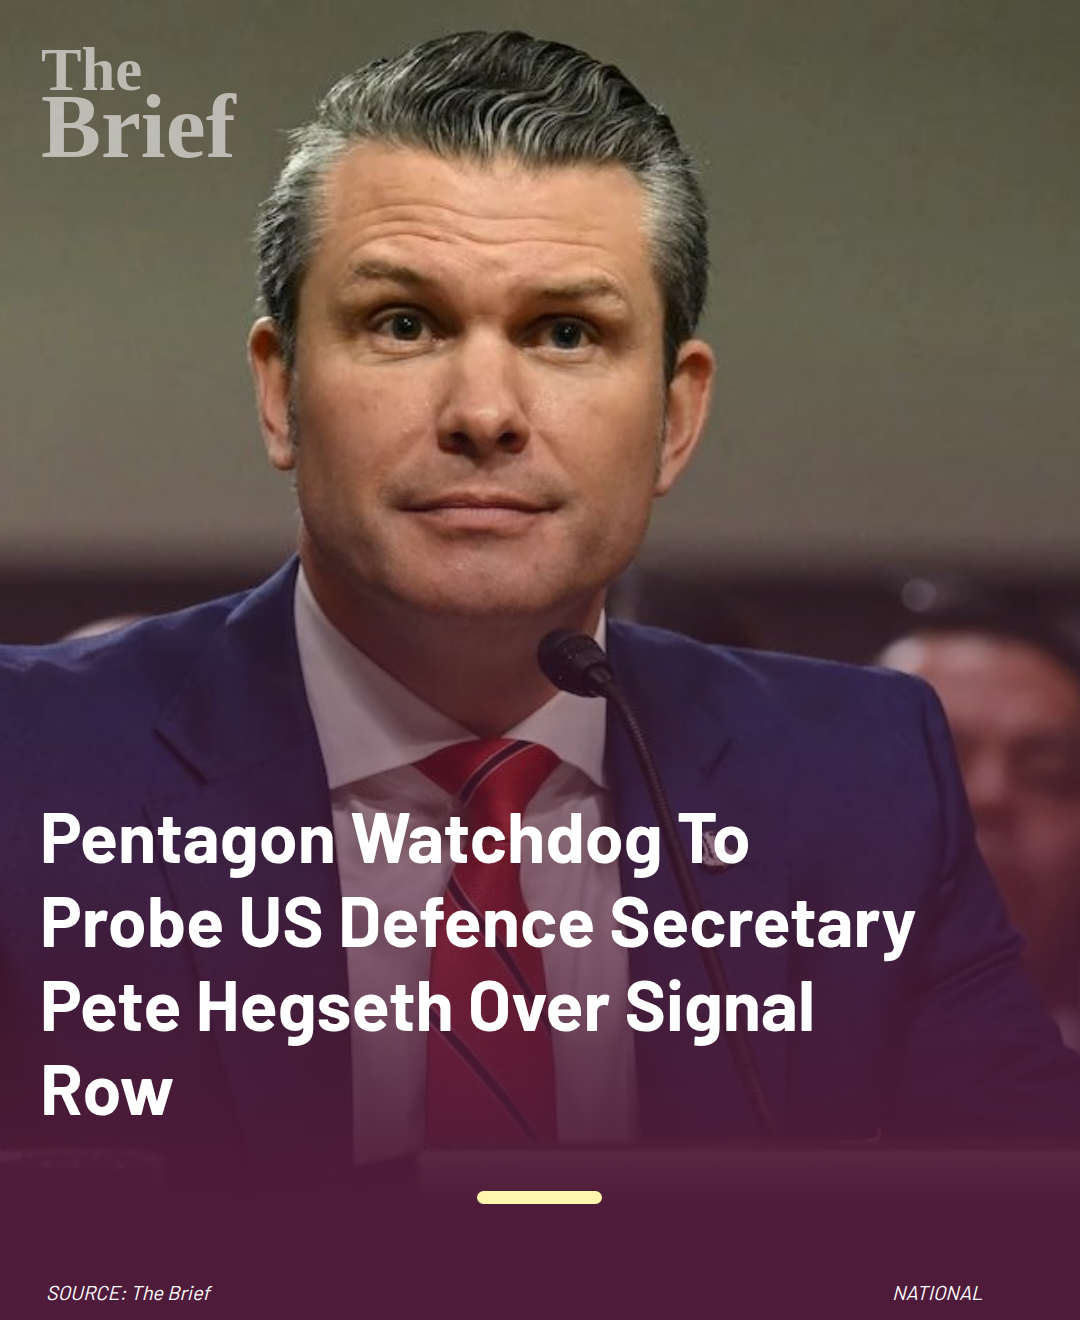 The
Brief
Pentagon Watchdog To
Probe US Defence Secretary
Pete Hegseth Over Signal
Row
SOURCE: The Brief
NATIONAL